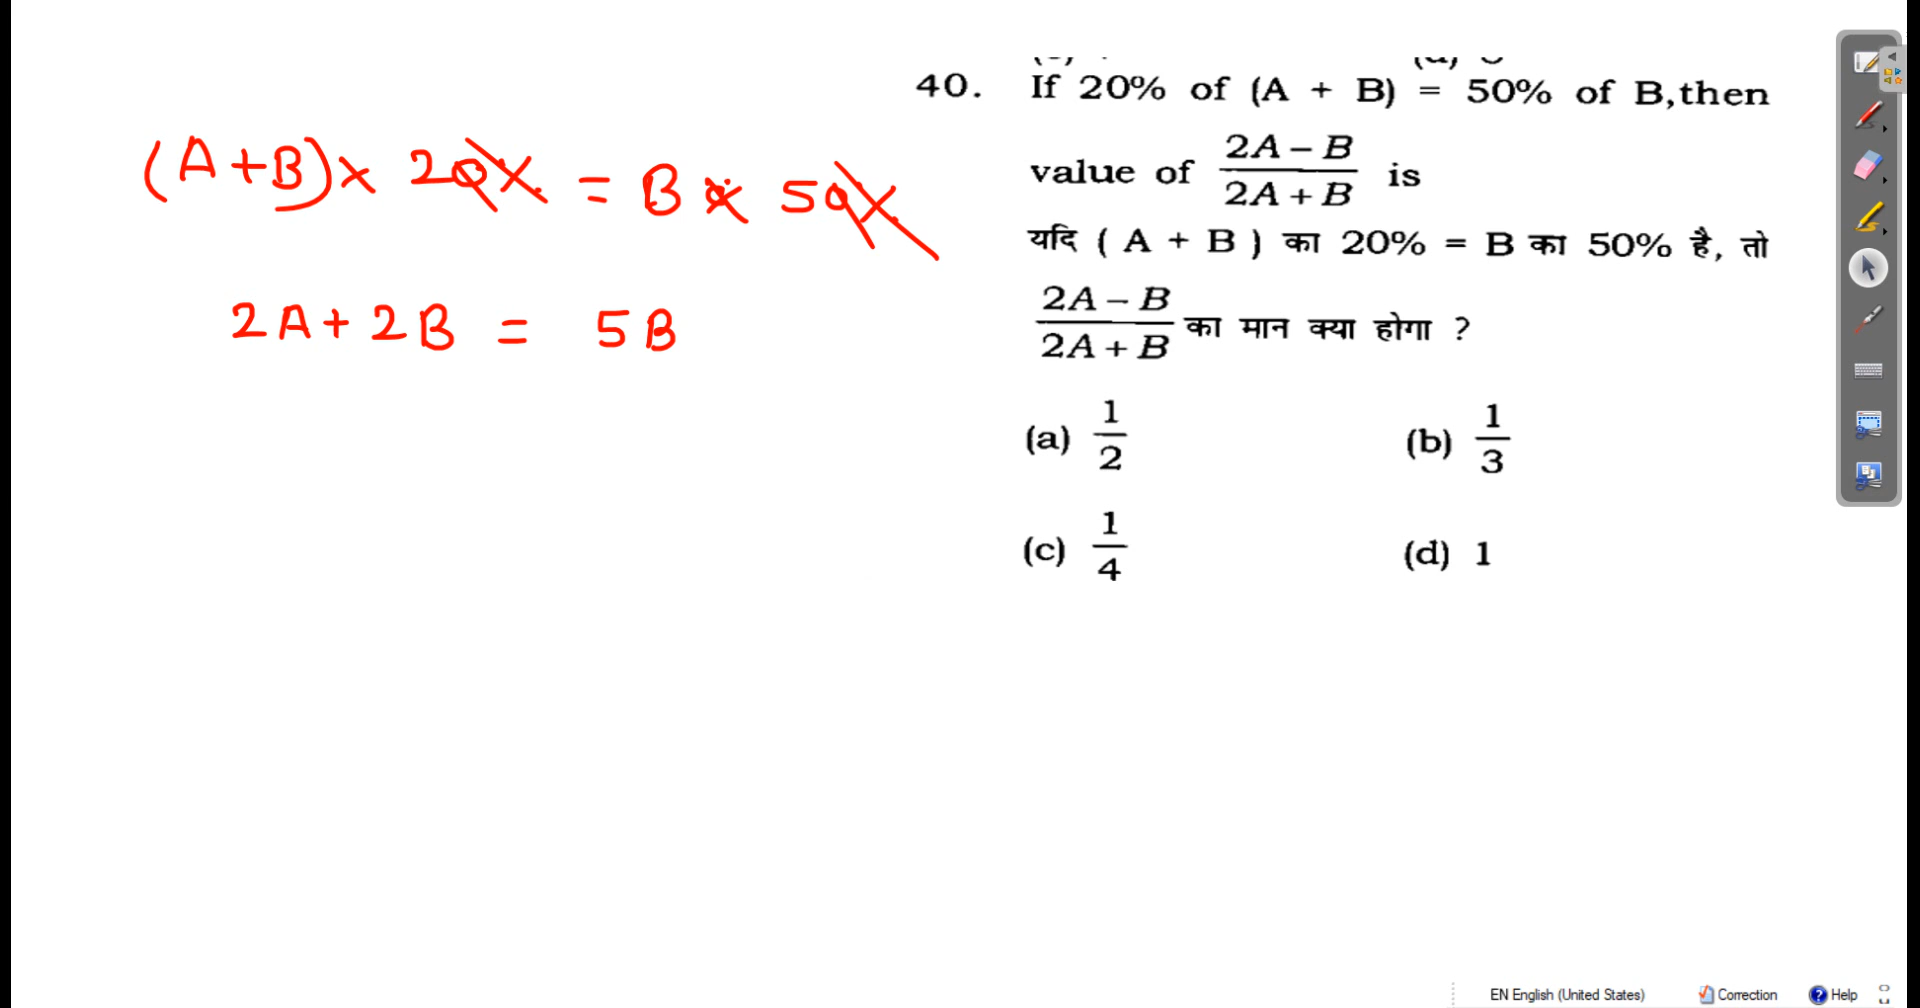 (A+B)× 20% = B × 50%
2A+2B = 5B
40. If 20% of (A + B) = 50% of B,then
value of (2A – B)/(2A + B) is
यदि ( A + B ) का 20% = B का 50% है, तो
(2A – B)/(2A + B) का मान क्या होगा ?
(a) 1/2 (b) 1/3
(c) 1/4 (d) 1
EN English (United States) Correction Help